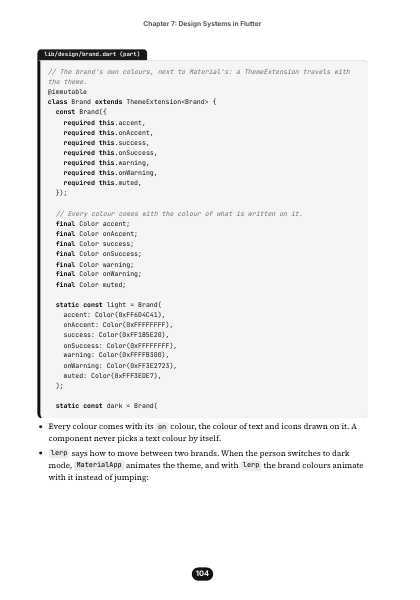 Chapter 7: Design Systems in Flutter
lib/design/brand.dart (part)
// The brand's own colours, next to Material's: a ThemeExtension travels with
the theme.
@immutable
class Brand extends ThemeExtension<Brand> {
  const Brand({
    required this.accent,
    required this.onAccent,
    required this.success,
    required this.onSuccess,
    required this.warning,
    required this.onWarning,
    required this.muted,
  });
  // Every colour comes with the colour of what is written on it.
  final Color accent;
  final Color onAccent;
  final Color success;
  final Color onSuccess;
  final Color warning;
  final Color onWarning;
  final Color muted;
  static const light = Brand(
    accent: Color(0xFF6D4C41),
    onAccent: Color(0xFFFFFFFF),
    success: Color(0xFF1B5E20),
    onSuccess: Color(0xFFFFFFFF),
    warning: Color(0xFFFFB300),
    onWarning: Color(0xFF3E2723),
    muted: Color(0xFFF3EDE7),
  );
  static const dark = Brand(
• Every colour comes with its on colour, the colour of text and icons drawn on it. A
component never picks a text colour by itself.
• lerp says how to move between two brands. When the person switches to dark
mode, MaterialApp animates the theme, and with lerp the brand colours animate
with it instead of jumping:
104